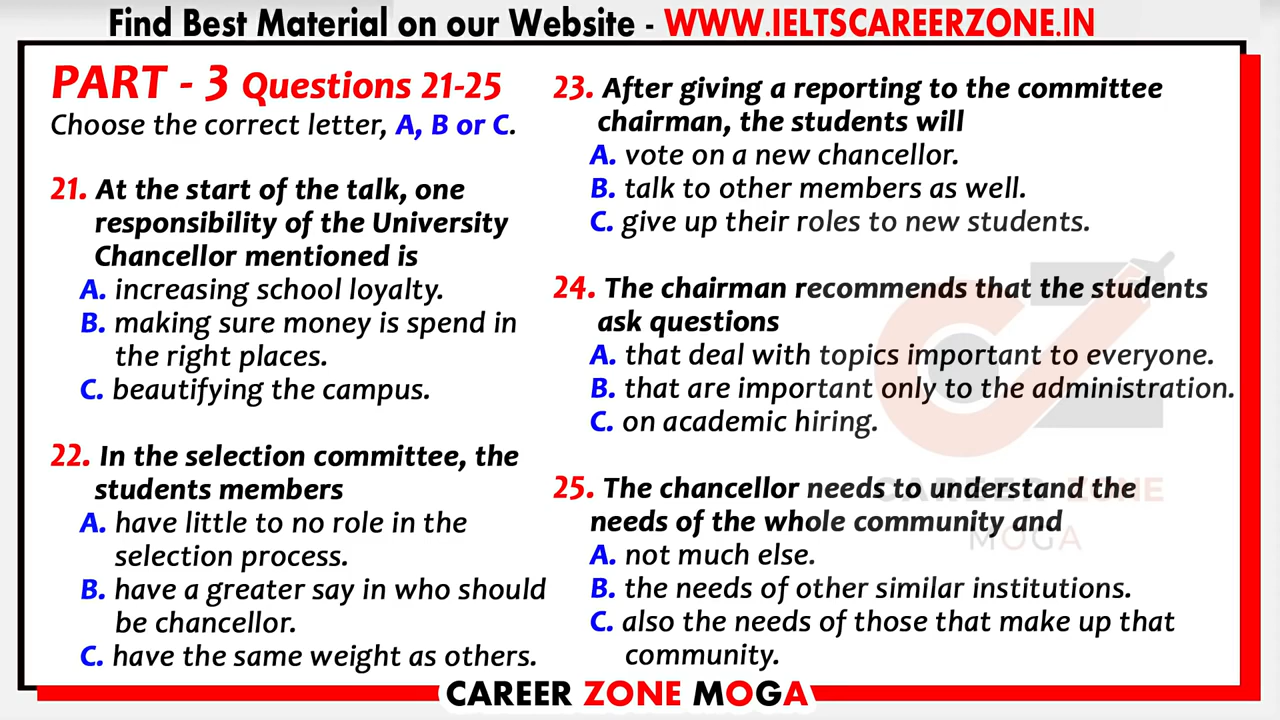 Find Best Material on our Website - WWW.IELTSCAREERZONE.IN
PART - 3 Questions 21-25
Choose the correct letter, A, B or C.
21. At the start of the talk, one
responsibility of the University
Chancellor mentioned is
A. increasing school loyalty.
B. making sure money is spend in
the right places.
C. beautifying the campus.
22. In the selection committee, the
students members
A. have little to no role in the
selection process.
B. have a greater say in who should
be chancellor.
C. have the same weight as others.
23. After giving a reporting to the committee
chairman, the students will
A. vote on a new chancellor.
B. talk to other members as well.
C. give up their roles to new students.
24. The chairman recommends that the students
ask questions
A. that deal with topics important to everyone.
B. that are important only to the administration.
C. on academic hiring.
25. The chancellor needs to understand the
needs of the whole community and
A. not much else.
B. the needs of other similar institutions.
C. also the needs of those that make up that
community.
CAREER ZONE
MOGA
CAREER ZONE MOGA